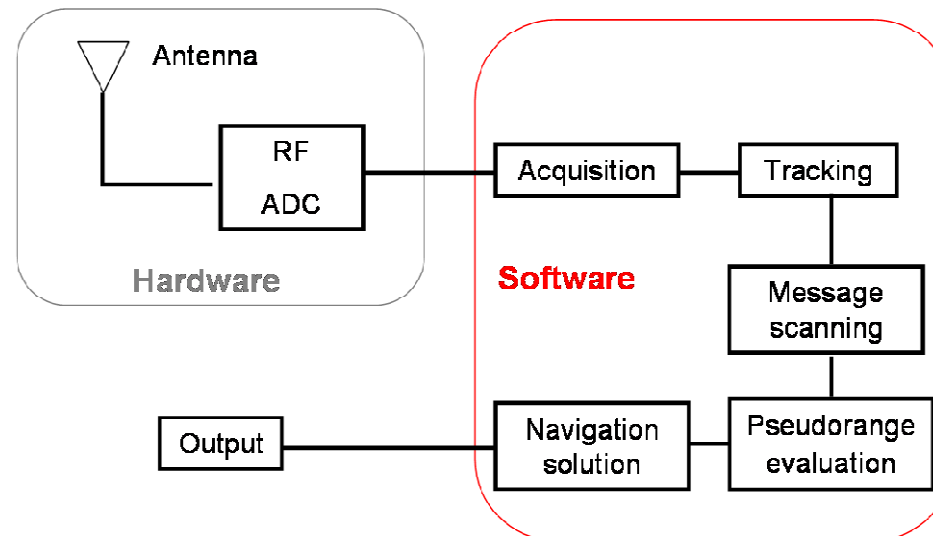 Antenna
RF
ADC
Hardware
Acquisition
Tracking
Software
Message
scanning
Pseudorange
evaluation
Navigation
solution
Output